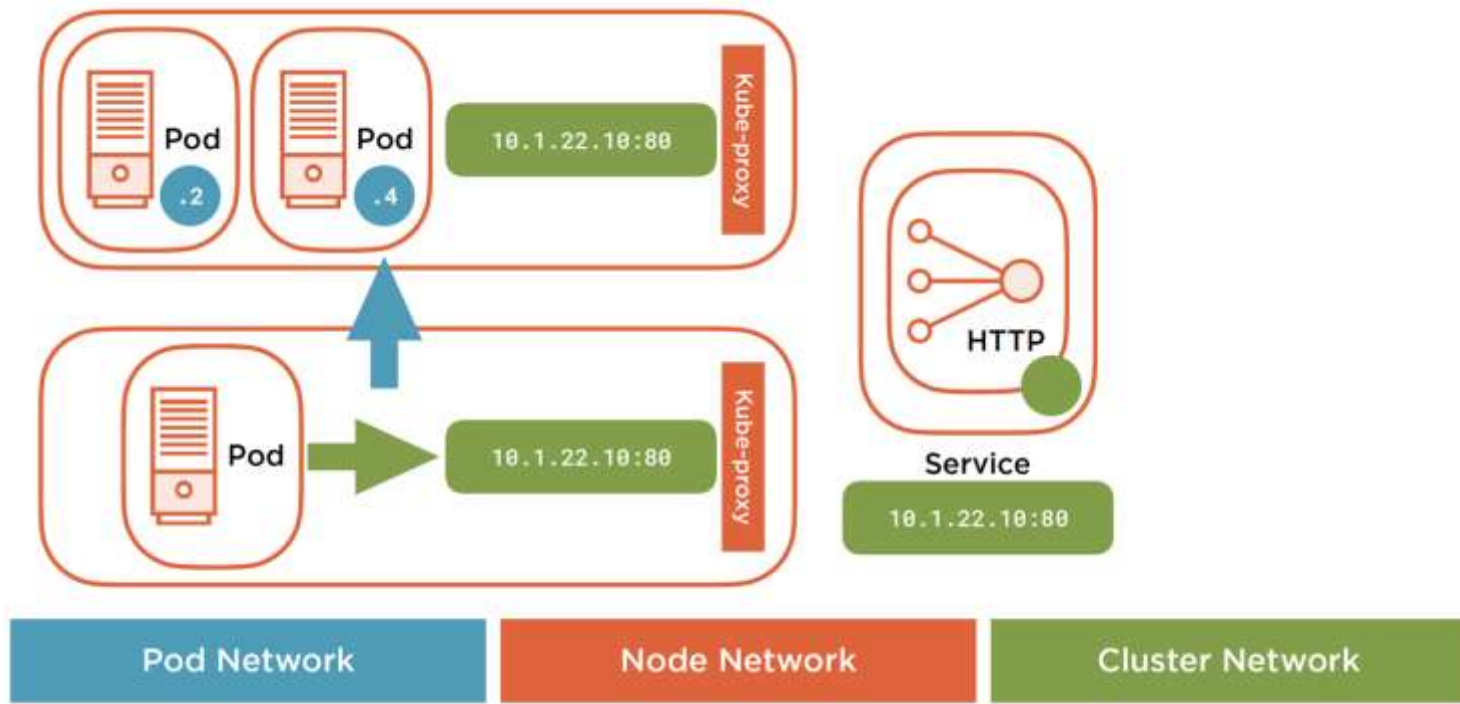 Pod
.2
Pod
.4
10.1.22.10:80
Kube-proxy
Pod
10.1.22.10:80
Kube-proxy
HTTP
Service
10.1.22.10:80
Pod Network
Node Network
Cluster Network